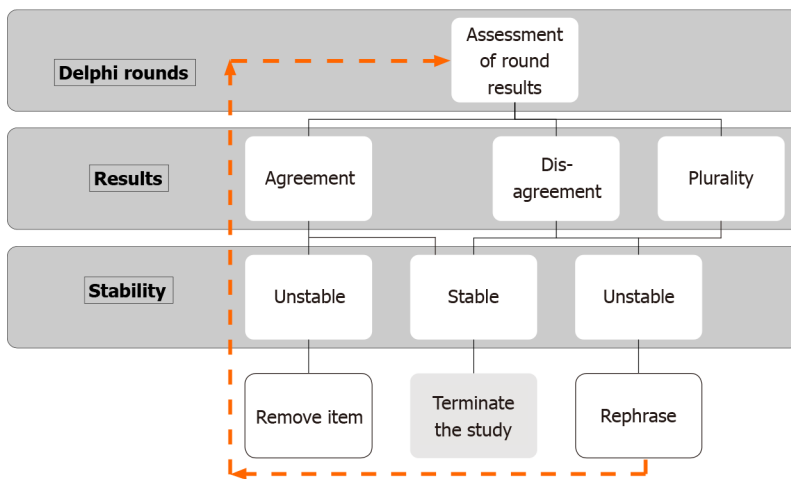 Assessment
of round
results
Delphi rounds
Results
Agreement
Dis-
agreement
Plurality
Stability
Unstable
Stable
Unstable
Remove item
Terminate
the study
Rephrase